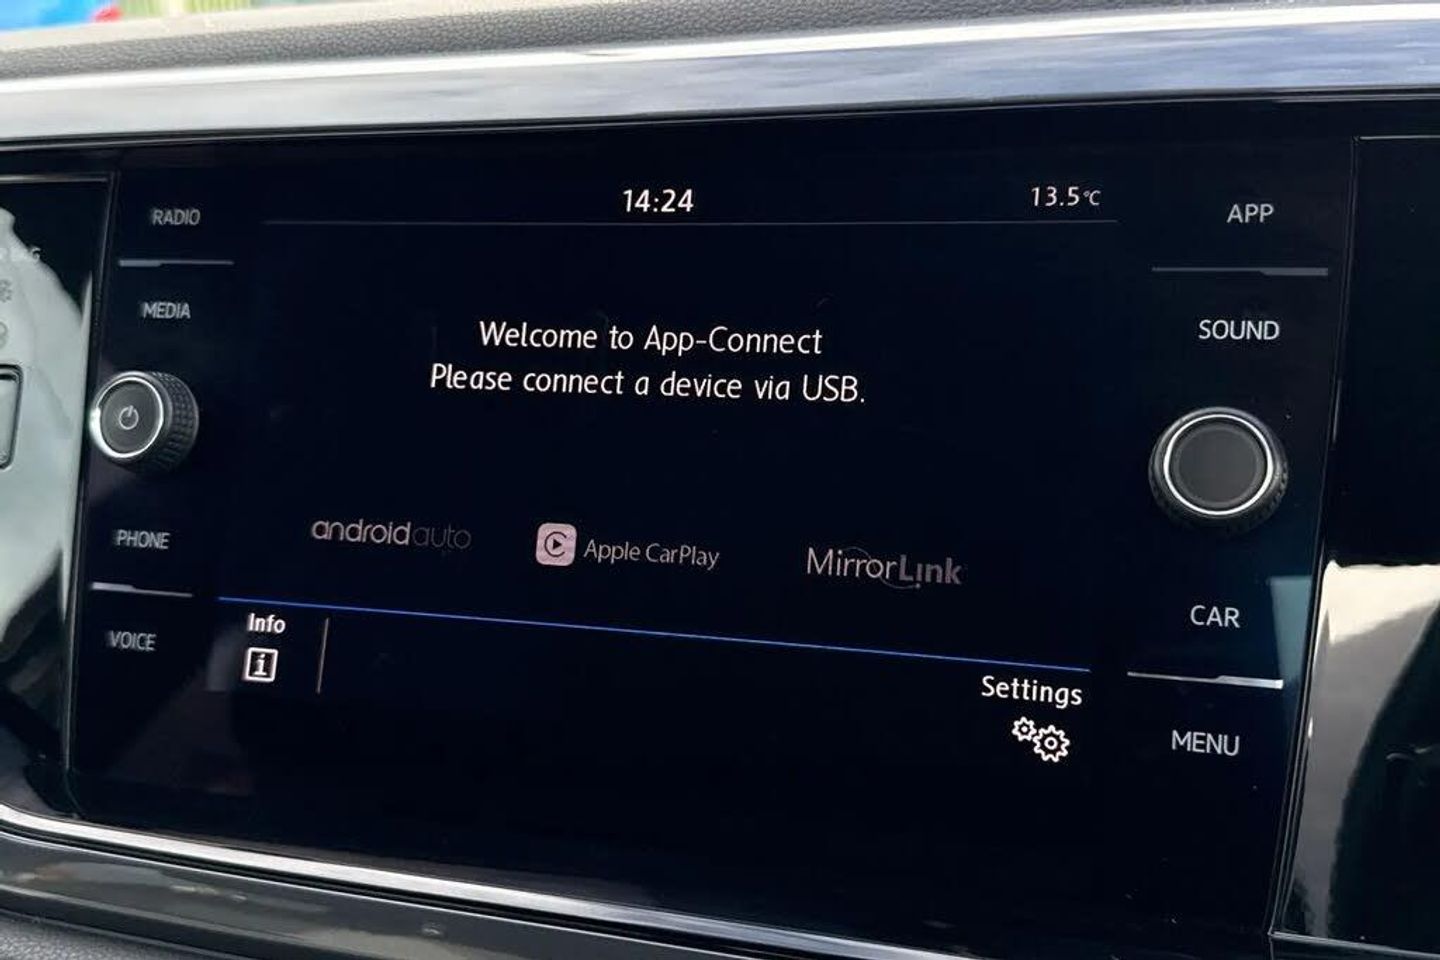 14:24
13.5°C
RADIO
MEDIA
PHONE
VOICE
Welcome to App-Connect
Please connect a device via USB.
androidauto
Apple CarPlay
MirrorLink
Info
i
Settings
APP
SOUND
CAR
MENU